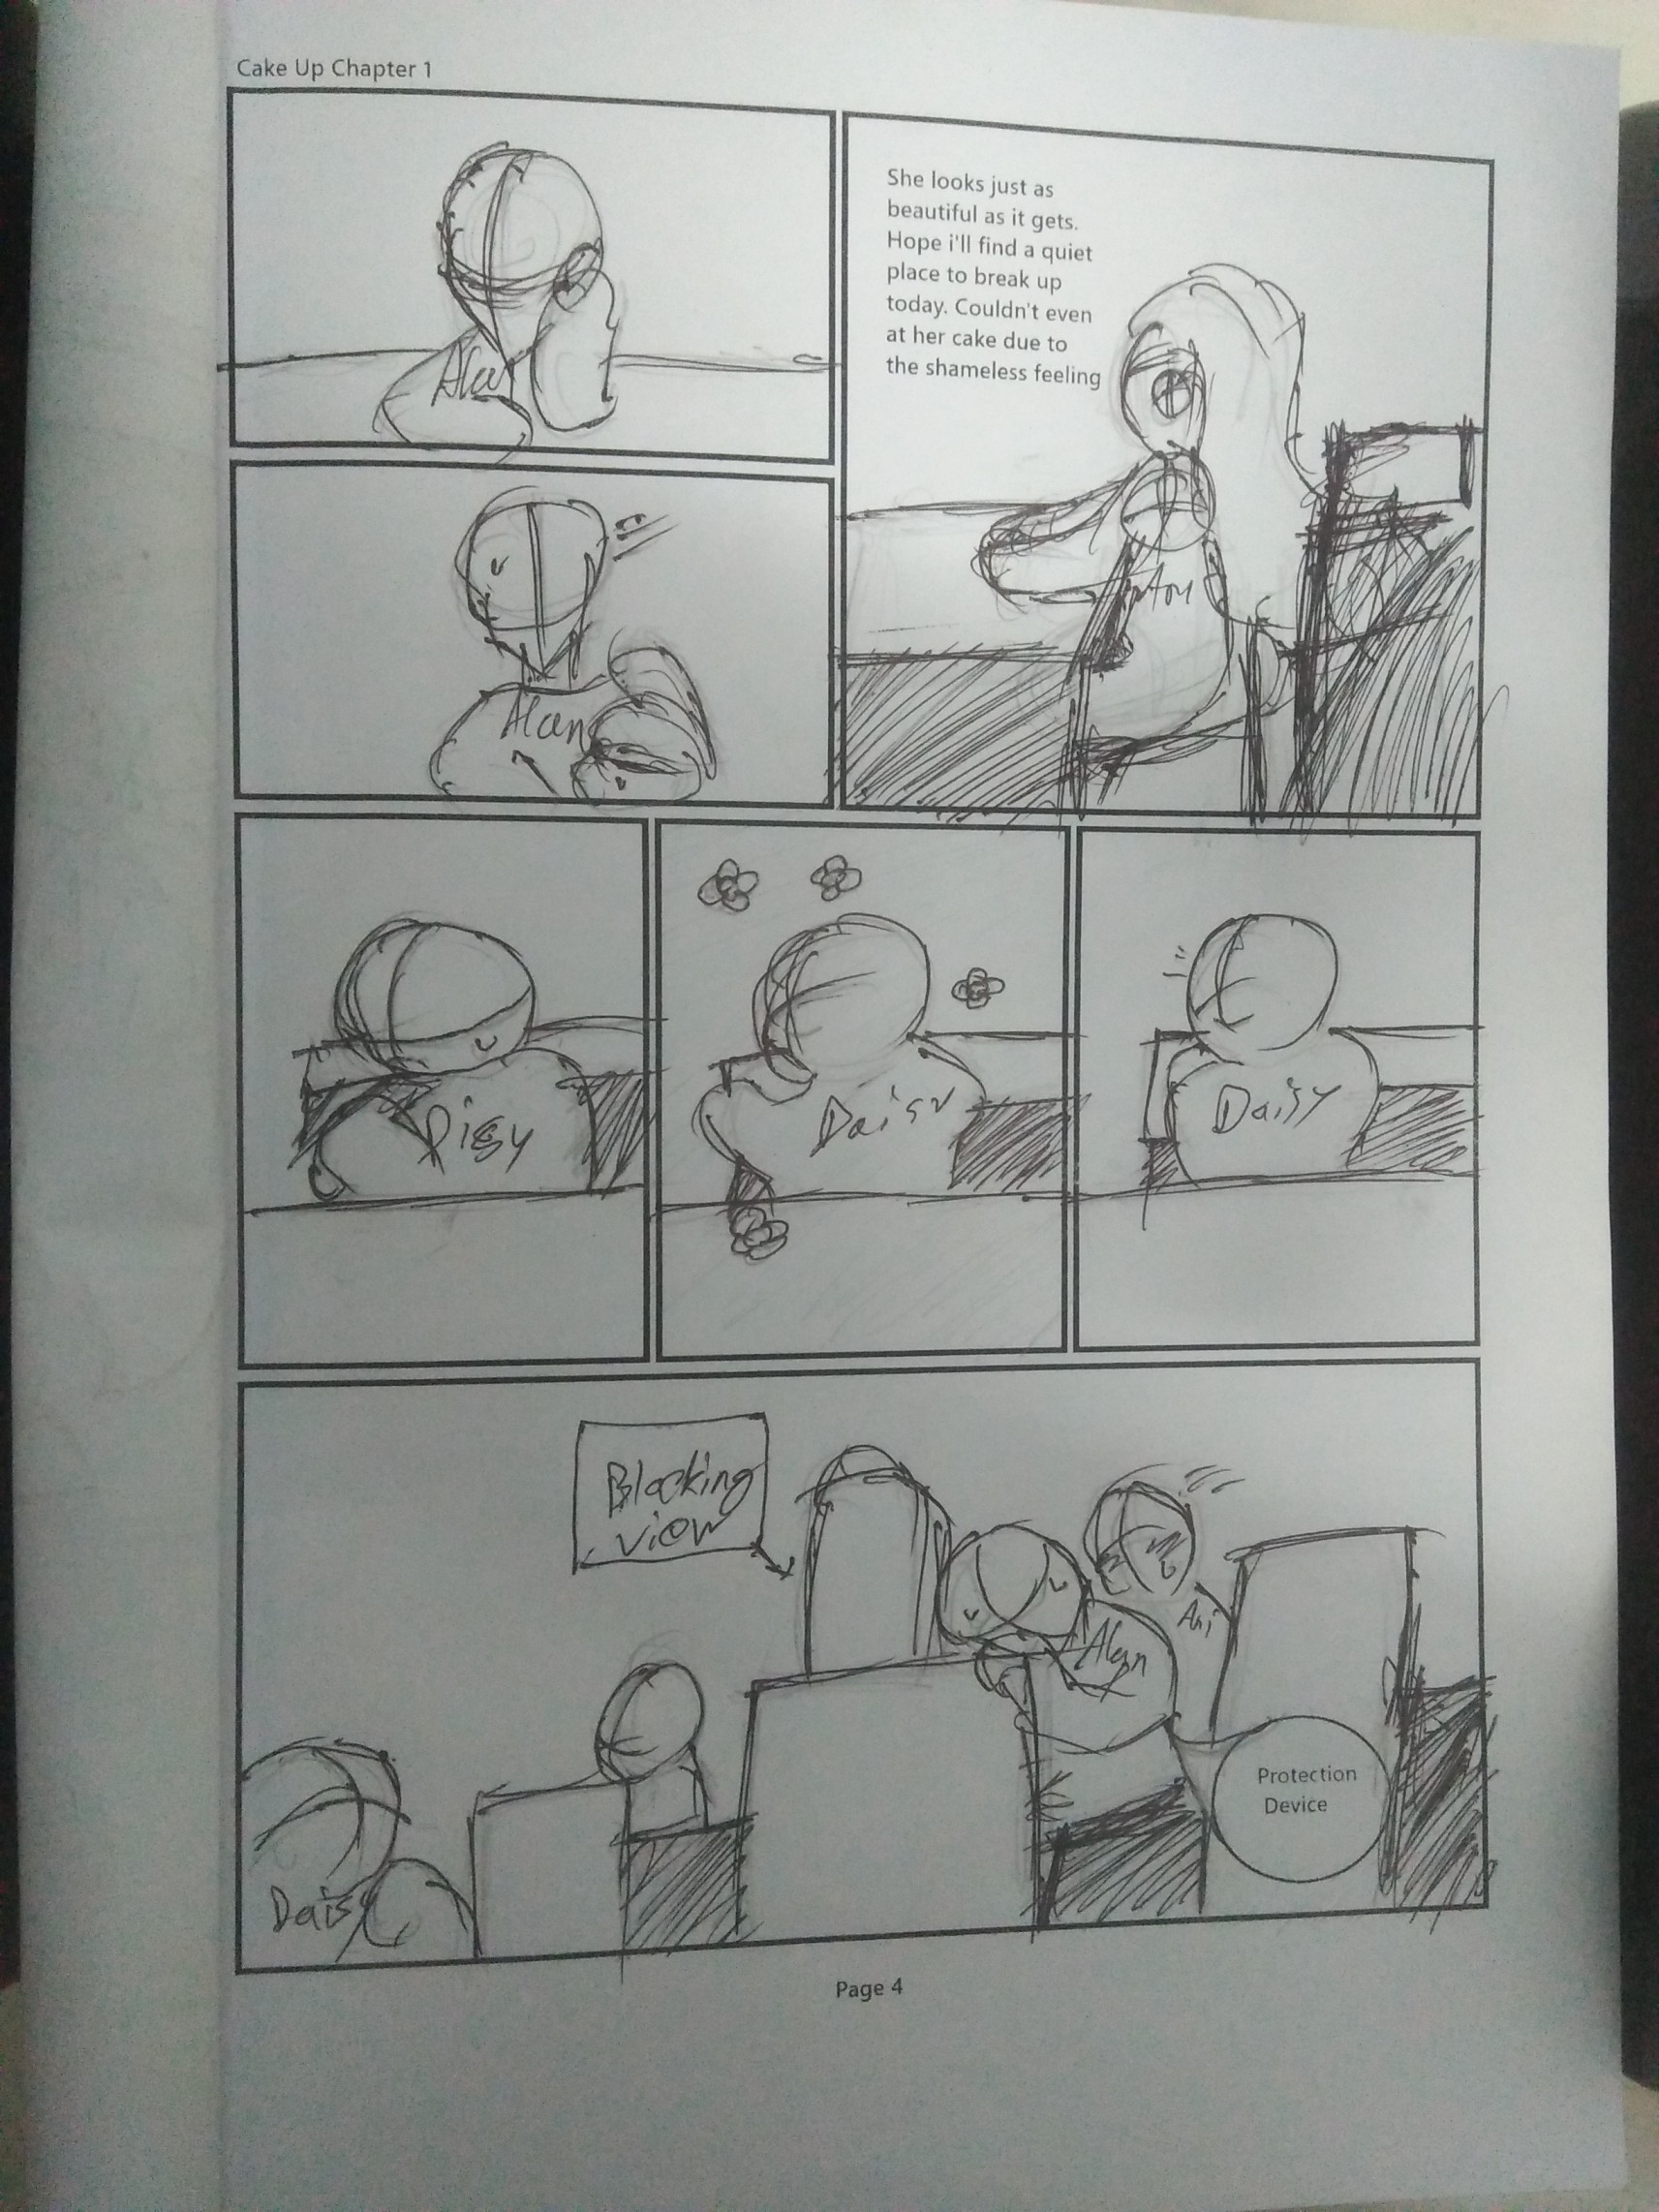 Cake Up Chapter 1
She looks just as
beautiful as it gets.
Hope i'll find a quiet
place to break up
today. Couldn't even
at her cake due to
the shameless feeling
Alan
Daisy
Daisy
Blocking
view
Alan
Ari
Daisy
Protection
Device
Page 4